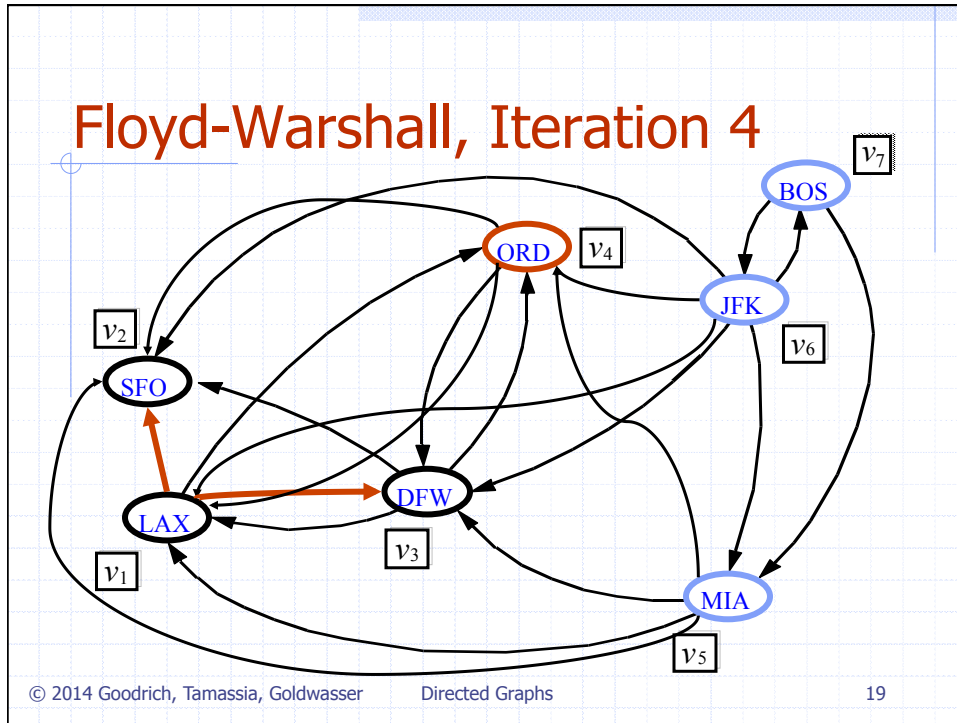 Floyd-Warshall, Iteration 4
v7
BOS
ORD
v4
JFK
v2
v6
SFO
DFW
LAX
v3
v1
MIA
v5
© 2014 Goodrich, Tamassia, Goldwasser Directed Graphs 19